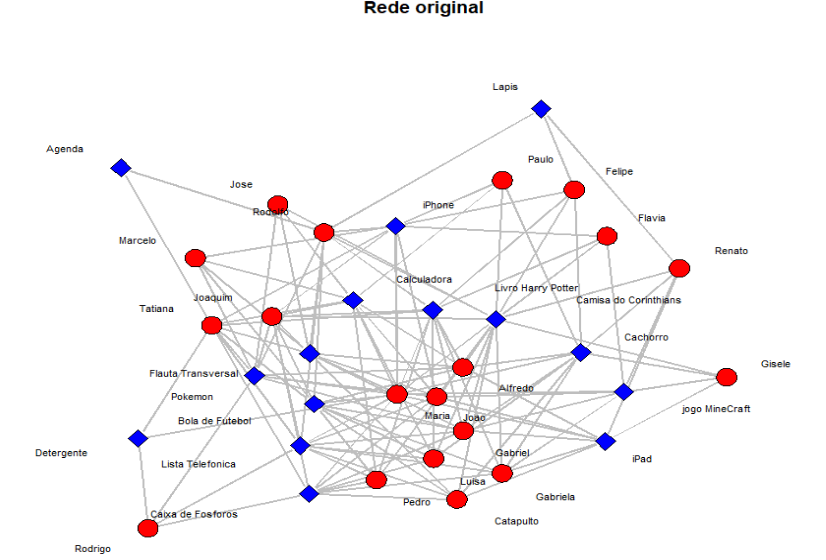 Rede original
Lapis
Agenda
Paulo
Felipe
Jose
iPhone
Rodolfo
Flavia
Marcelo
Renato
Calculadora
Livro Harry Potter
Joaquim
Camisa do Corinthians
Tatiana
Cachorro
Gisele
Flauta Transversal
Alfredo
Pokemon
jogo MineCraft
Maria
Joao
Bola de Futebol
Detergente
Gabriel
iPad
Lista Telefonica
Luisa
Gabriela
Pedro
Caixa de Fosforos
Catapulto
Rodrigo